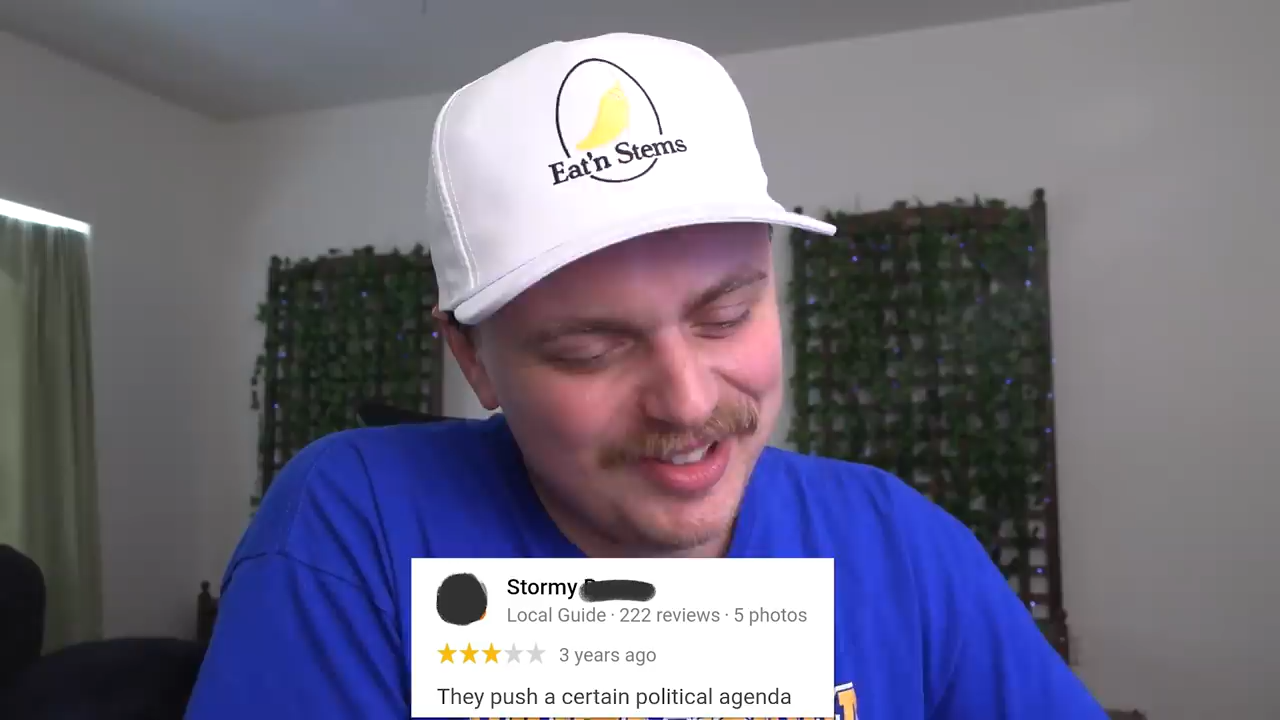 Eat'n Stems
Stormy
Local Guide · 222 reviews · 5 photos
3 years ago
They push a certain political agenda